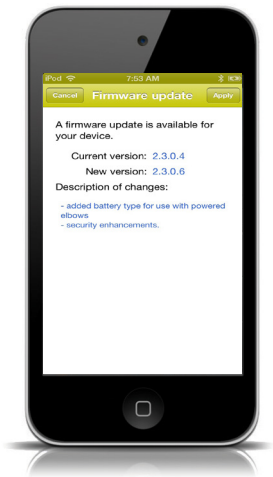 iPod 7:53 AM
Cancel Firmware update Apply
A firmware update is available for
your device.
Current version: 2.3.0.4
New version: 2.3.0.6
Description of changes:
- added battery type for use with powered
elbows
- security enhancements.